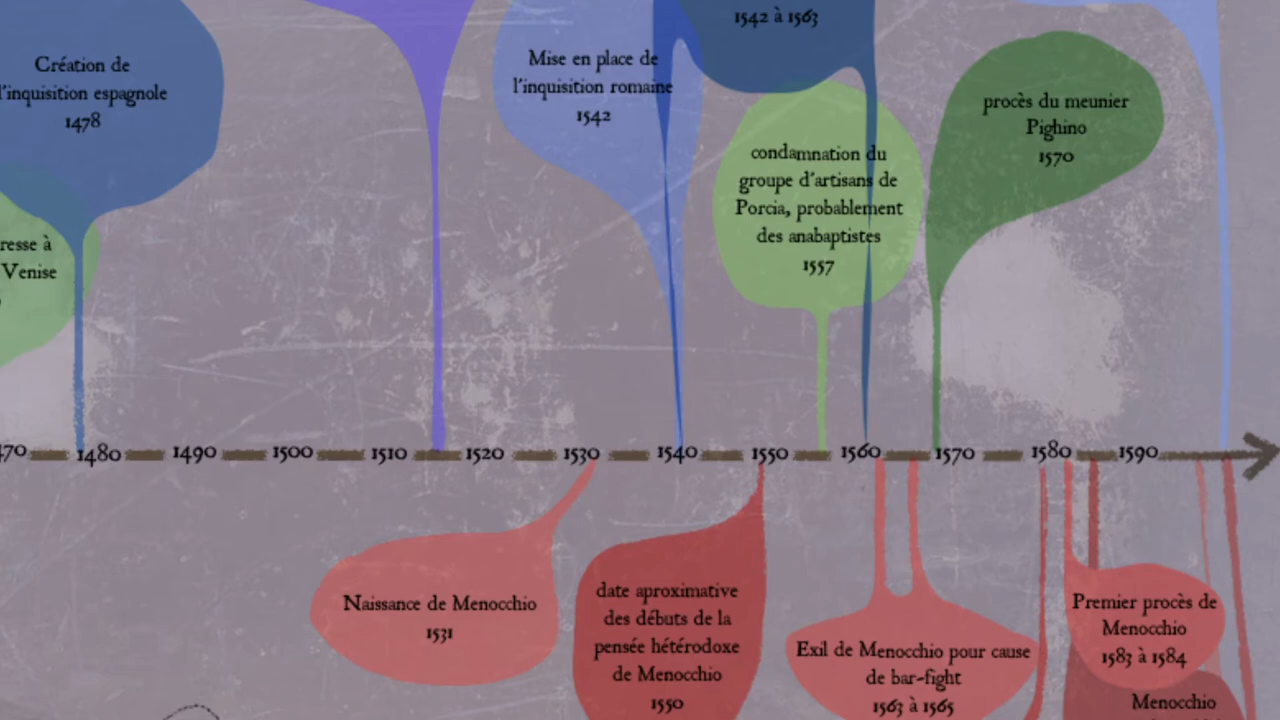 Création de
l'inquisition espagnole
1478
resse à
Venise
Mise en place de
l'inquisition romaine
1542
1542 à 1563
condamnation du
groupe d'artisans de
Porcia, probablement
des anabaptistes
1557
procès du meunier
Pighino
1570
470 1480 1490 1500 1510 1520 1530 1540 1550 1560 1570 1580 1590
Naissance de Menocchio
1531
date aproximative
des débuts de la
pensée hétérodoxe
de Menocchio
1550
Exil de Menocchio pour cause
de bar-fight
1563 à 1565
Premier procès de
Menocchio
1583 à 1584
Menocchio